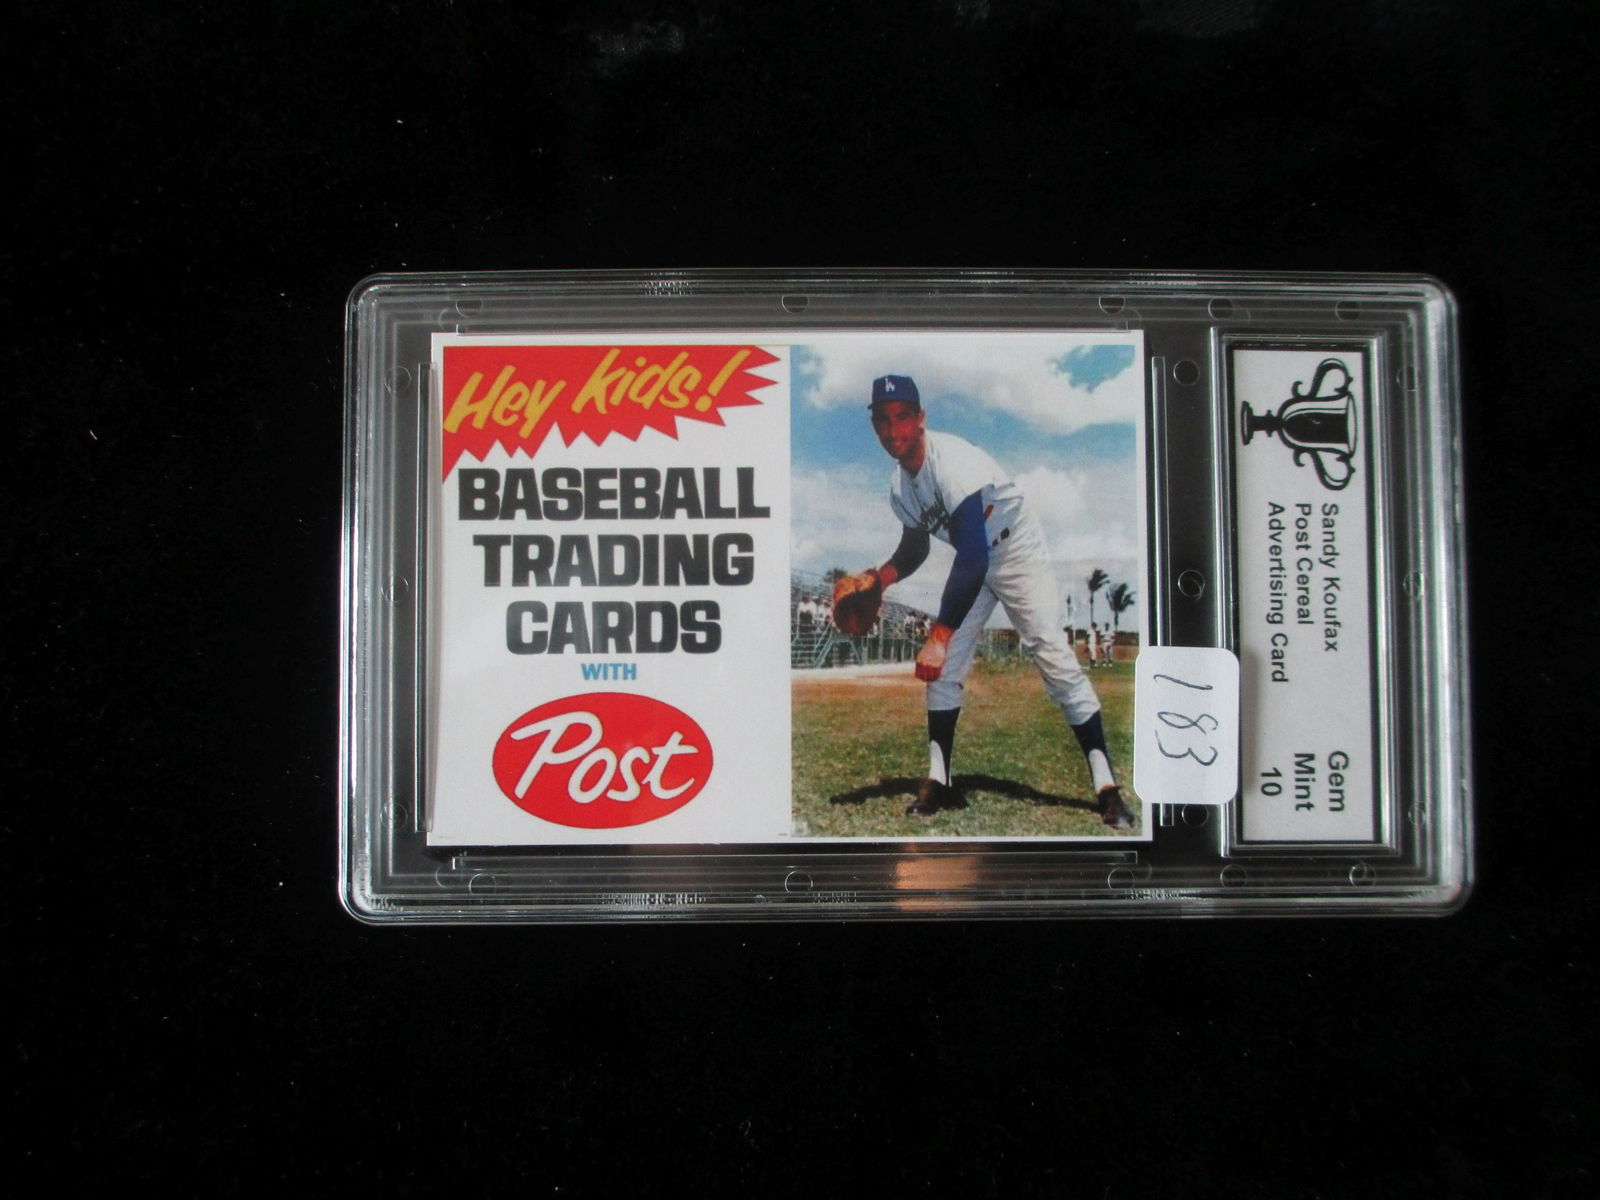 Hey kids!
BASEBALL
TRADING
CARDS
WITH
Post
LA
183
Sandy Koufax
Post Cereal
Advertising Card
Gem
Mint
10